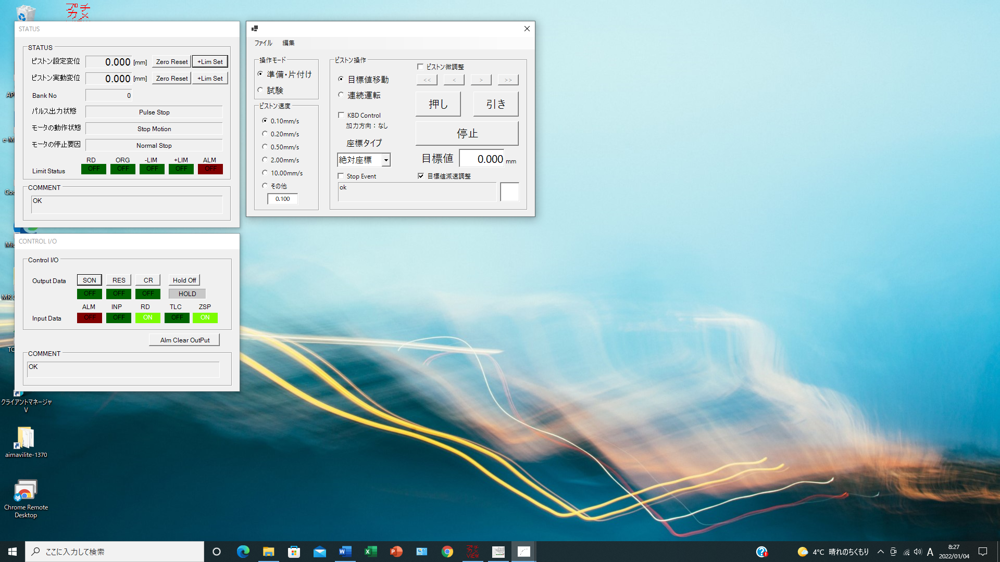 プチ
カメ
STATUS
STATUS
ピストン設定変位 0.000 [mm] Zero Reset +Lim Set
ピストン実動変位 0.000 [mm] Zero Reset +Lim Set
Bank No 0
パルス出力状態 Pulse Stop
モータの動作状態 Stop Motion
モータの停止要因 Normal Stop
RD ORG -LIM +LIM ALM
Limit Status OFF OFF OFF OFF OFF
COMMENT
OK
ファイル 編集
操作モード
準備・片付け
試験
ピストン速度
0.10mm/s
0.20mm/s
0.50mm/s
2.00mm/s
10.00mm/s
その他
0.100
ピストン操作
ピストン微調整
目標値移動 << < > >>
連続運転 押し 引き
KBD Control
加力方向：なし
停止
座標タイプ
絶対座標 目標値 0.000 mm
Stop Event 目標値減速調整
ok
CONTROL I/O
Control I/O
Output Data SON RES CR Hold Off
OFF OFF OFF HOLD
ALM INP RD TLC ZSP
Input Data OFF OFF ON OFF ON
Alm Clear OutPut
COMMENT
OK
クライアントマネージャ
V
airnavilite-1370
Chrome Remote
Desktop
ここに入力して検索
プチ
カメ
VIEW
4°C 晴れのちくもり
A
8:27
2022/01/04